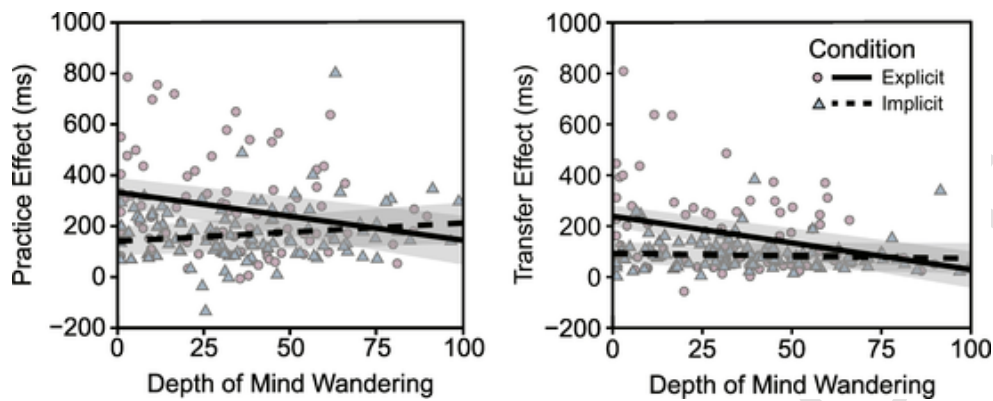 1000
800
600
400
200
0
−200
Practice Effect (ms)
0 25 50 75 100
Depth of Mind Wandering
1000
800
600
400
200
0
−200
Transfer Effect (ms)
Condition
Explicit
Implicit
0 25 50 75 100
Depth of Mind Wandering